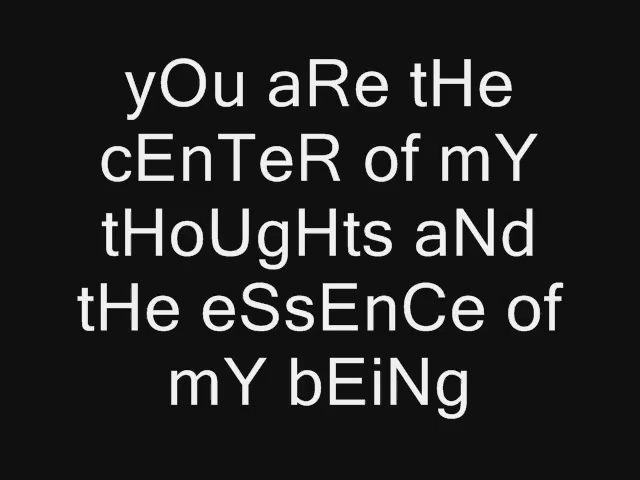 yOu aRe tHe
cEnTeR of mY
tHoUgHts aNd
tHe eSsEnCe of
mY bEiNg